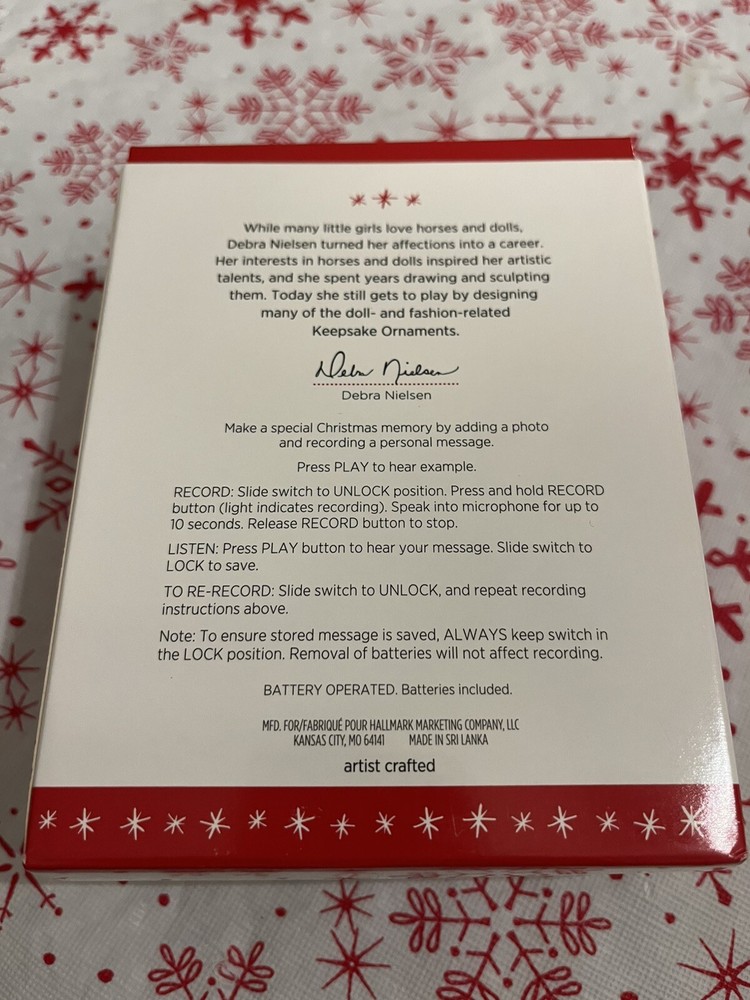 While many little girls love horses and dolls,
Debra Nielsen turned her affections into a career.
Her interests in horses and dolls inspired her artistic
talents, and she spent years drawing and sculpting
them. Today she still gets to play by designing
many of the doll- and fashion-related
Keepsake Ornaments.
Debra Nielsen
Debra Nielsen
Make a special Christmas memory by adding a photo
and recording a personal message.
Press PLAY to hear example.
RECORD: Slide switch to UNLOCK position. Press and hold RECORD
button (light indicates recording). Speak into microphone for up to
10 seconds. Release RECORD button to stop.
LISTEN: Press PLAY button to hear your message. Slide switch to
LOCK to save.
TO RE-RECORD: Slide switch to UNLOCK, and repeat recording
instructions above.
Note: To ensure stored message is saved, ALWAYS keep switch in
the LOCK position. Removal of batteries will not affect recording.
BATTERY OPERATED. Batteries included.
MFD. FOR/FABRIQUÉ POUR HALLMARK MARKETING COMPANY, LLC
KANSAS CITY, MO 64141 MADE IN SRI LANKA
artist crafted